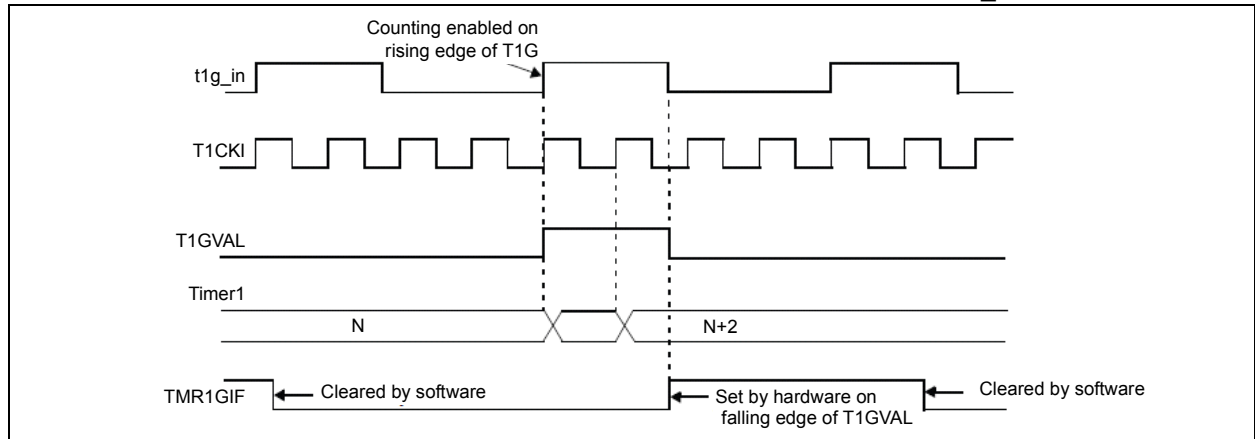 Counting enabled on
rising edge of T1G
t1g_in
T1CKI
T1GVAL
Timer1
N
N+2
TMR1GIF
Cleared by software
Set by hardware on
falling edge of T1GVAL
Cleared by software